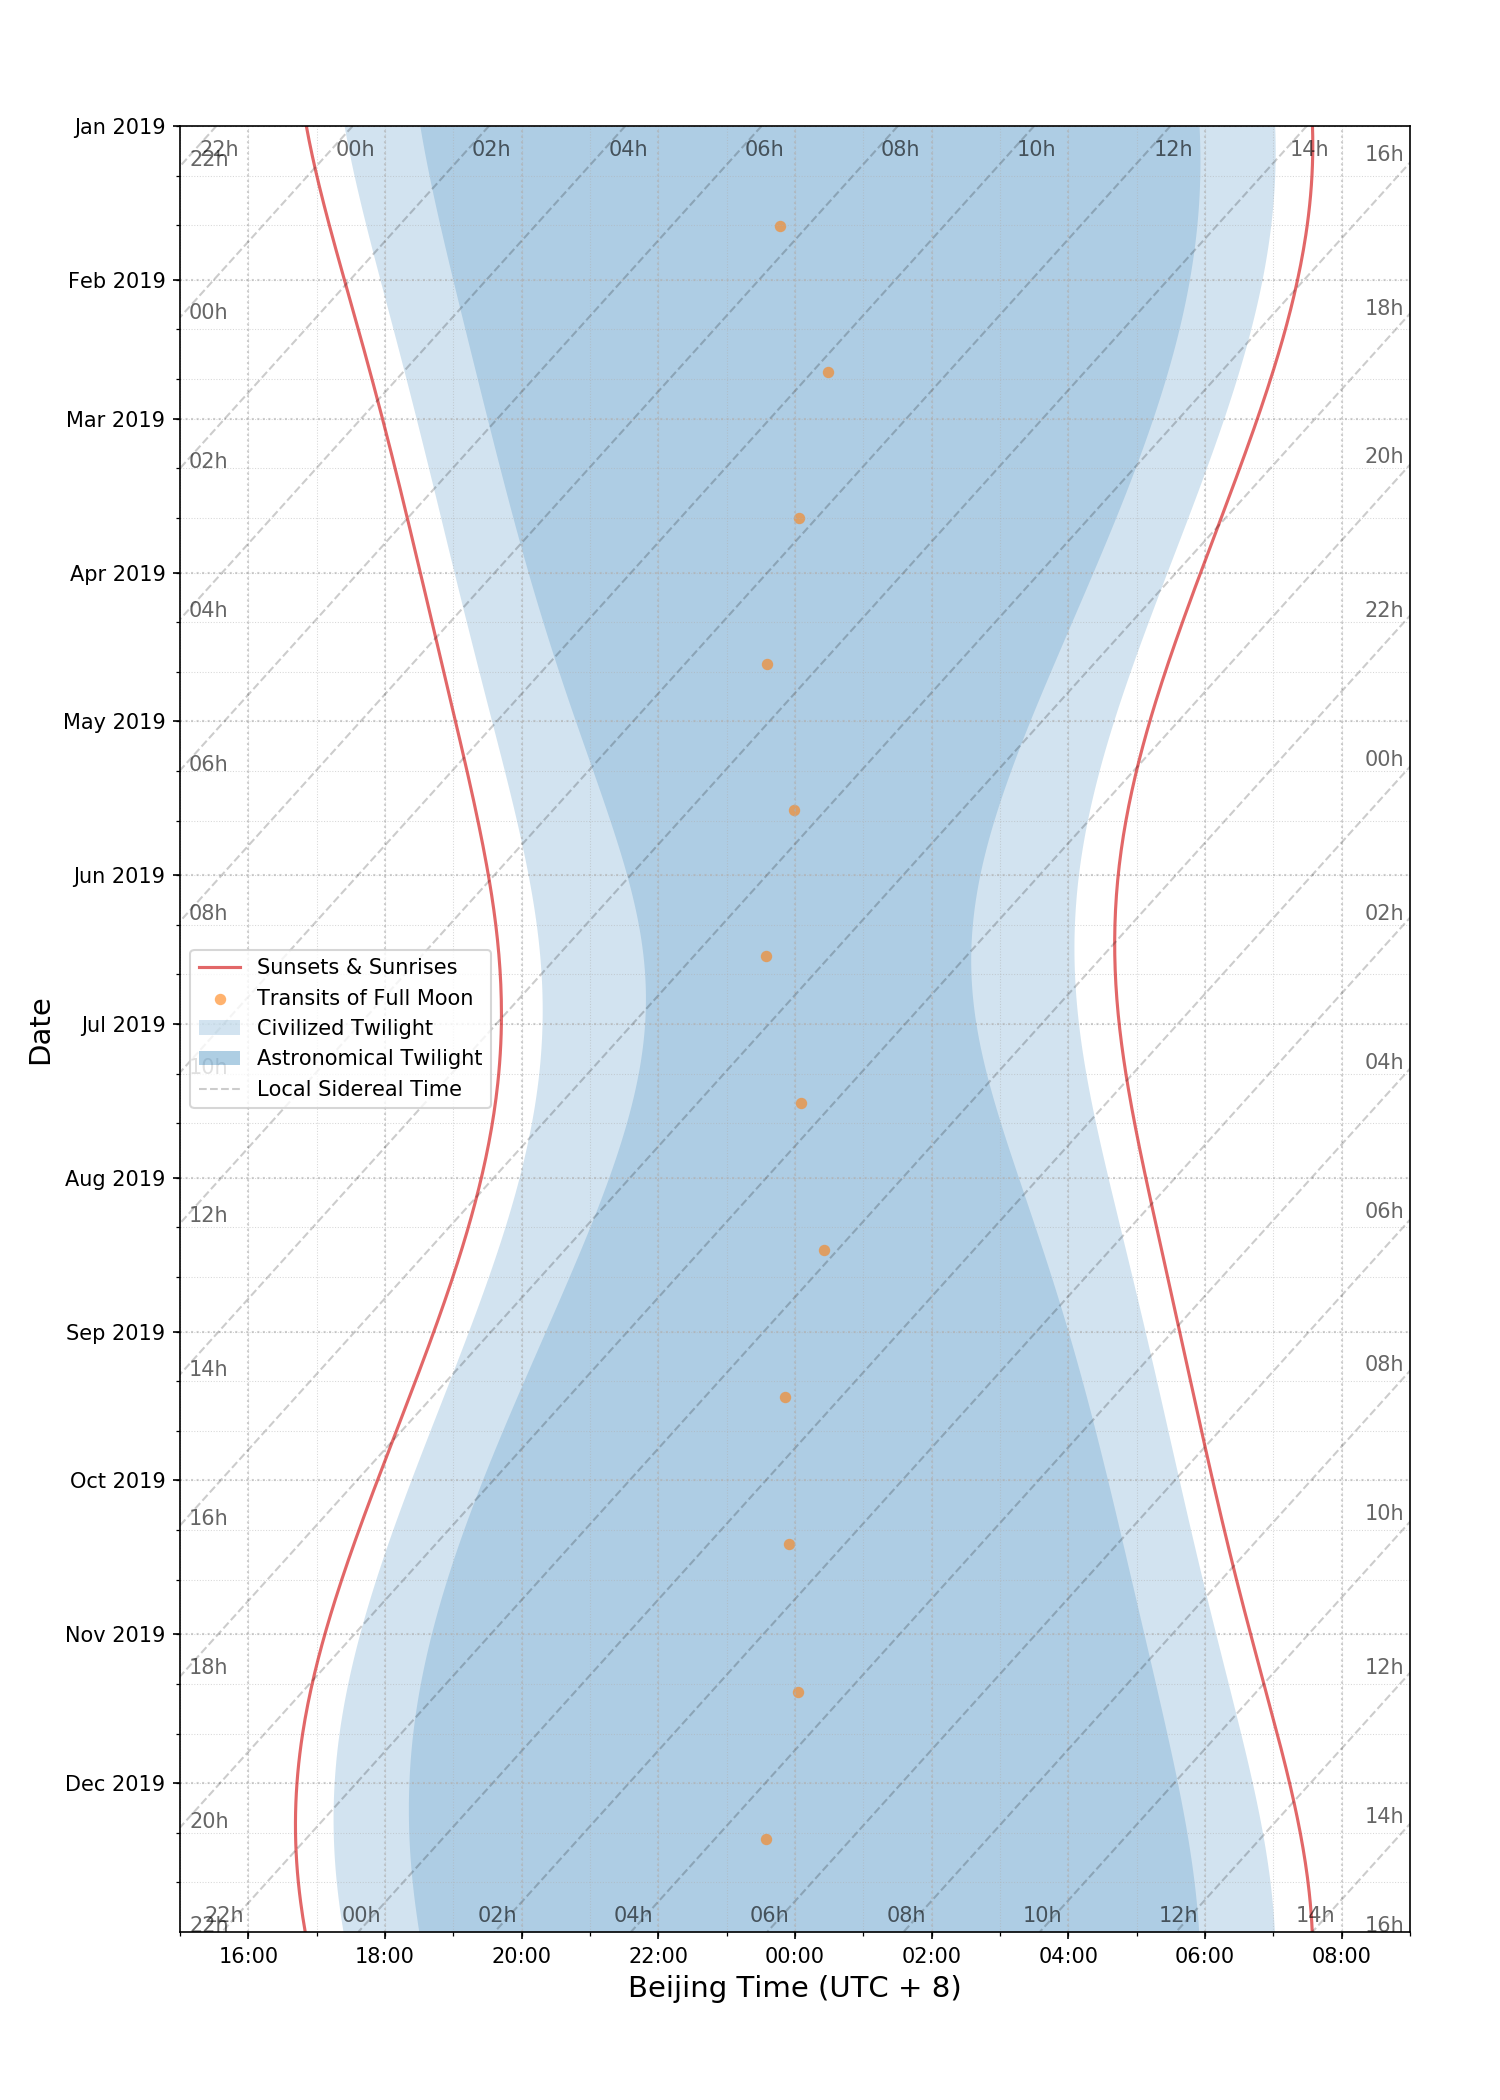 Jan 2019
22h 00h 02h 04h 06h 08h 10h 12h 14h 16h
22h
Feb 2019
00h 18h
Mar 2019
02h 20h
Apr 2019
04h 22h
May 2019
06h 00h
Jun 2019
08h 02h
Sunsets & Sunrises
Transits of Full Moon
Civilized Twilight
Astronomical Twilight
Local Sidereal Time
Date
Jul 2019
10h 04h
Aug 2019
12h 06h
Sep 2019
14h 08h
Oct 2019
16h 10h
Nov 2019
18h 12h
Dec 2019
20h 14h
22h 00h 02h 04h 06h 08h 10h 12h 14h
22h 16h
16:00 18:00 20:00 22:00 00:00 02:00 04:00 06:00 08:00
Beijing Time (UTC + 8)